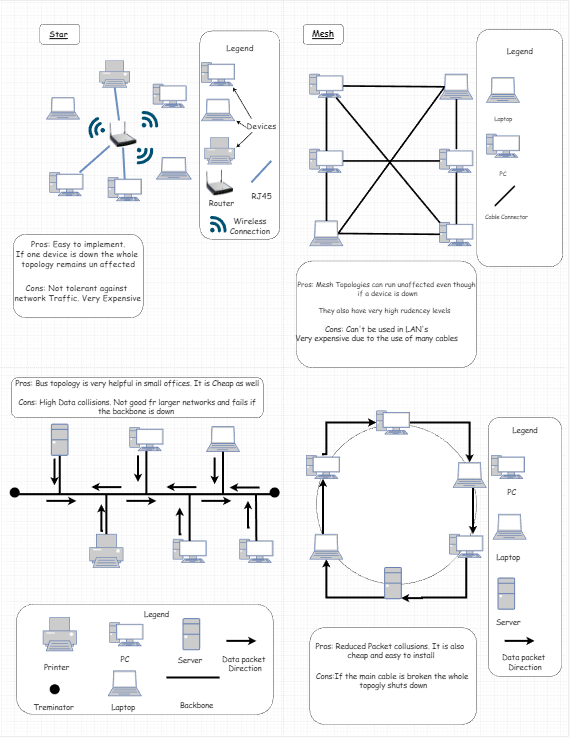 Star
Legend
Devices
Router
RJ45
Wireless
Connection
Pros: Easy to implement.
If one device is down the whole
topology remains un affected
Cons: Not tolerant against
network Traffic. Very Expensive
Mesh
Legend
Laptop
PC
Cable Connector
Pros: Mesh Topologies can run unaffected even though
if a device is down
They also have very high rudencey levels
Cons: Can't be used in LAN's
Very expensive due to the use of many cables
Pros: Bus topology is very helpful in small offices. It is Cheap as well
Cons: High Data collisions. Not good fr larger networks and fails if
the backbone is down
Legend
Printer
PC
Server
Data packet
Direction
Treminator
Laptop
Backbone
Legend
PC
Laptop
Server
Data packet
Direction
Pros: Reduced Packet collusions. It is also
cheap and easy to install
Cons:If the main cable is broken the whole
topogly shuts down